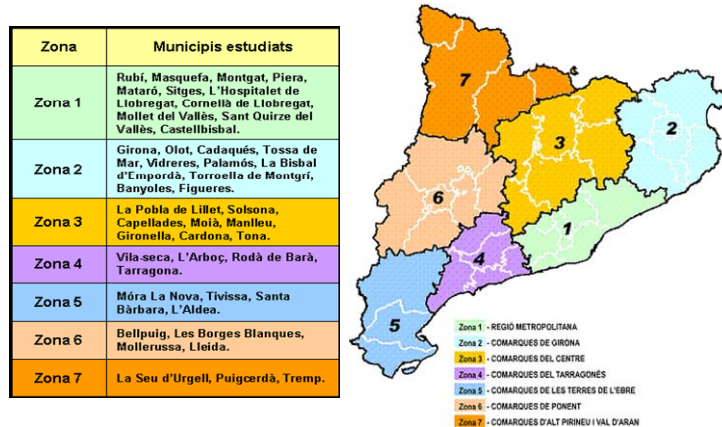 Zona Municipis estudiats
Zona 1
Rubí, Masquefa, Montgat, Piera,
Mataró, Sitges, L'Hospitalet de
Llobregat, Cornellà de Llobregat,
Mollet del Vallès, Sant Quirze del
Vallès, Castellbisbal.
Zona 2
Girona, Olot, Cadaqués, Tossa de
Mar, Vidreres, Palamós, La Bisbal
d'Empordà, Torroella de Montgrí,
Banyoles, Figueres.
Zona 3
La Pobla de Lillet, Solsona,
Capellades, Moià, Manlleu,
Gironella, Cardona, Tona.
Zona 4
Vila-seca, L'Arboç, Rodà de Barà,
Tarragona.
Zona 5
Móra La Nova, Tivissa, Santa
Bàrbara, L'Aldea.
Zona 6
Bellpuig, Les Borges Blanques,
Mollerussa, Lleida.
Zona 7
La Seu d'Urgell, Puigcerdà, Tremp.
7
2
3
6
1
4
5
Zona 1 - REGIÓ METROPOLITANA
Zona 2 - COMARQUES DE GIRONA
Zona 3 - COMARQUES DEL CENTRE
Zona 4 - COMARQUES DEL TARRAGONÉS
Zona 5 - COMARQUES DE LES TERRES DE L'EBRE
Zona 6 - COMARQUES DE PONENT
Zona 7 - COMARQUES D'ALT PIRINEU I VAL D'ARAN